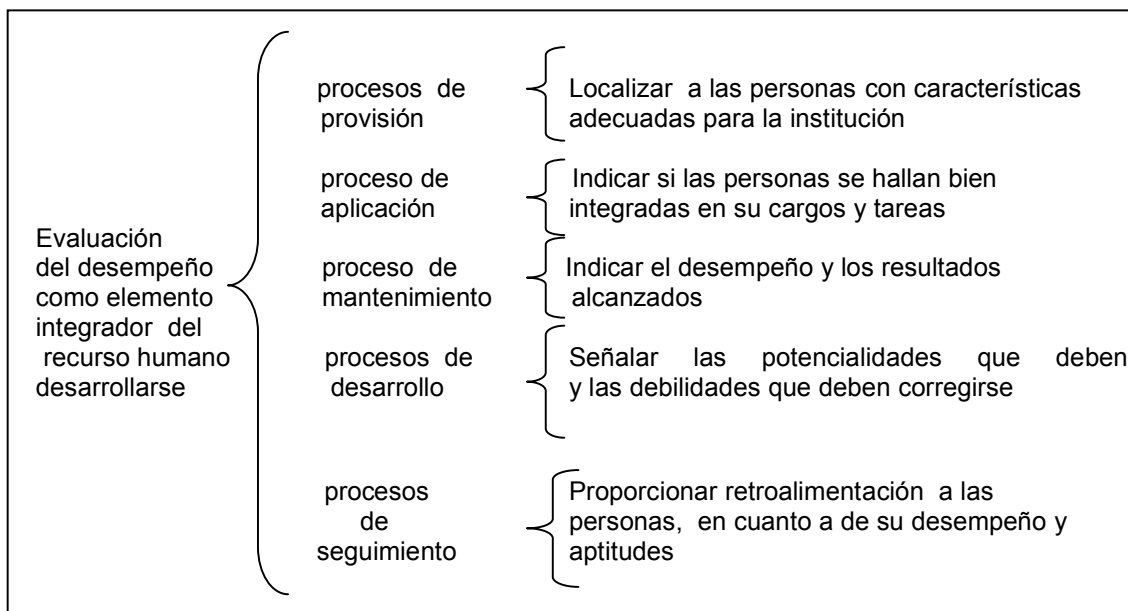 Evaluación
del desempeño
como elemento
integrador del
recurso humano
desarrollarse
procesos de
provisión
Localizar a las personas con características
adecuadas para la institución
proceso de
aplicación
Indicar si las personas se hallan bien
integradas en su cargos y tareas
proceso de
mantenimiento
Indicar el desempeño y los resultados
alcanzados
procesos de
desarrollo
Señalar las potencialidades que deben
y las debilidades que deben corregirse
procesos
de
seguimiento
Proporcionar retroalimentación a las
personas, en cuanto a de su desempeño y
aptitudes